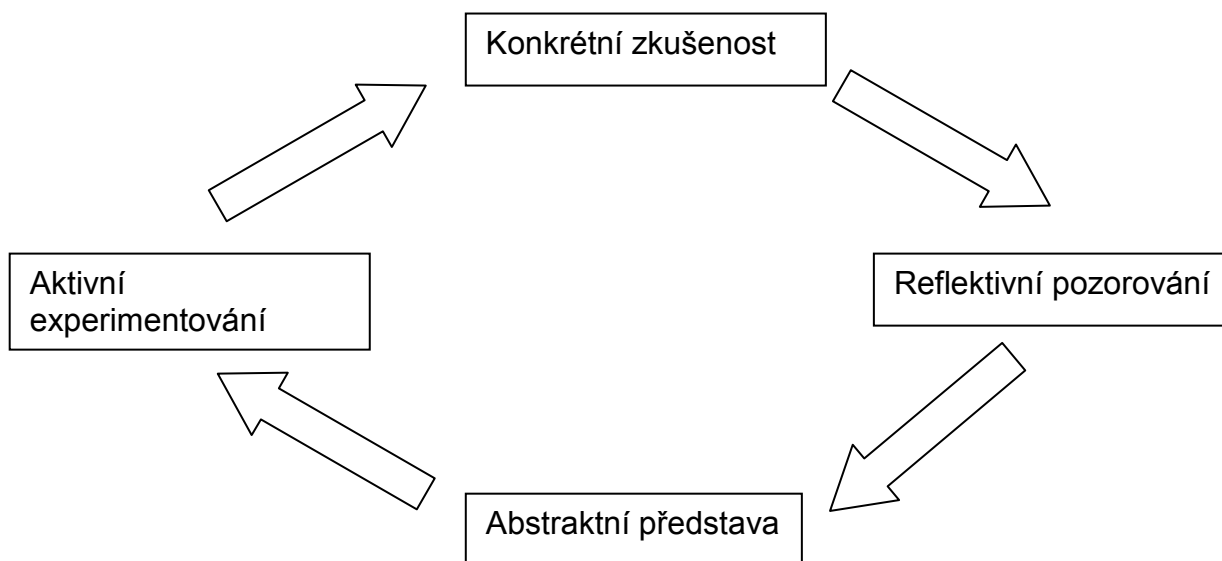 Konkrétní zkušenost
Aktivní
experimentování
Reflektivní pozorování
Abstraktní představa